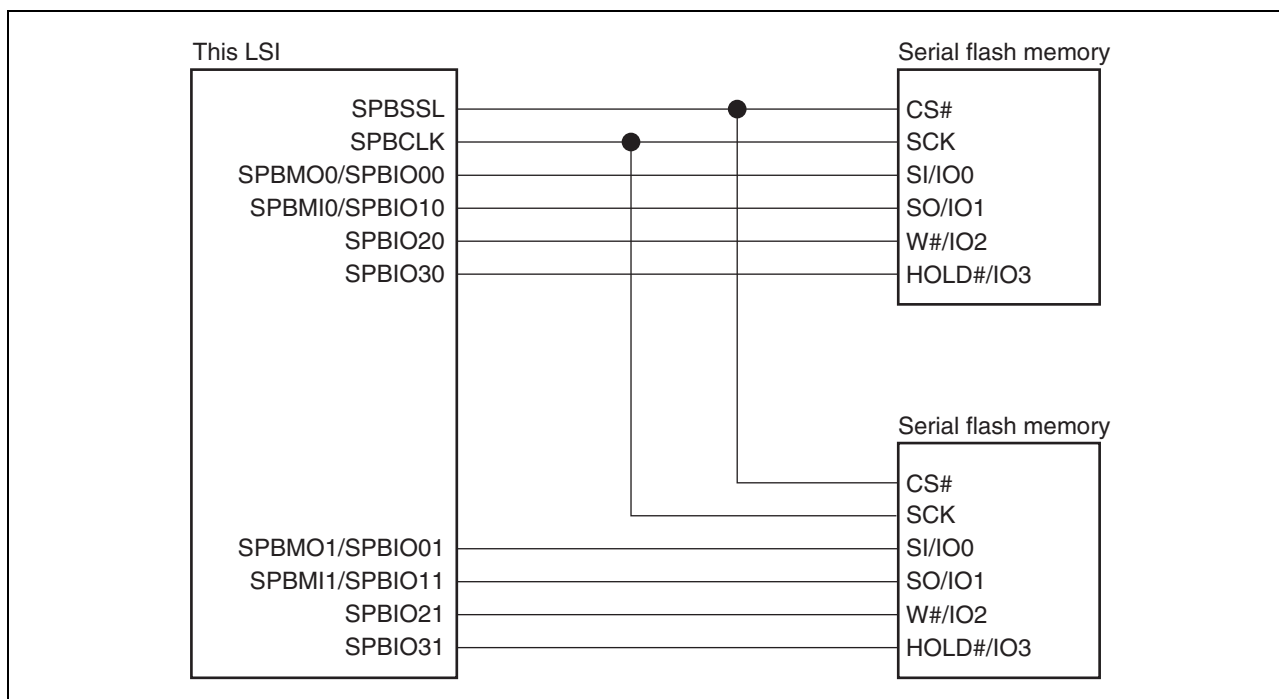 This LSI
SPBSSL
SPBCLK
SPBMO0/SPBIO00
SPBMI0/SPBIO10
SPBIO20
SPBIO30
SPBMO1/SPBIO01
SPBMI1/SPBIO11
SPBIO21
SPBIO31
Serial flash memory
CS#
SCK
SI/IO0
SO/IO1
W#/IO2
HOLD#/IO3
Serial flash memory
CS#
SCK
SI/IO0
SO/IO1
W#/IO2
HOLD#/IO3